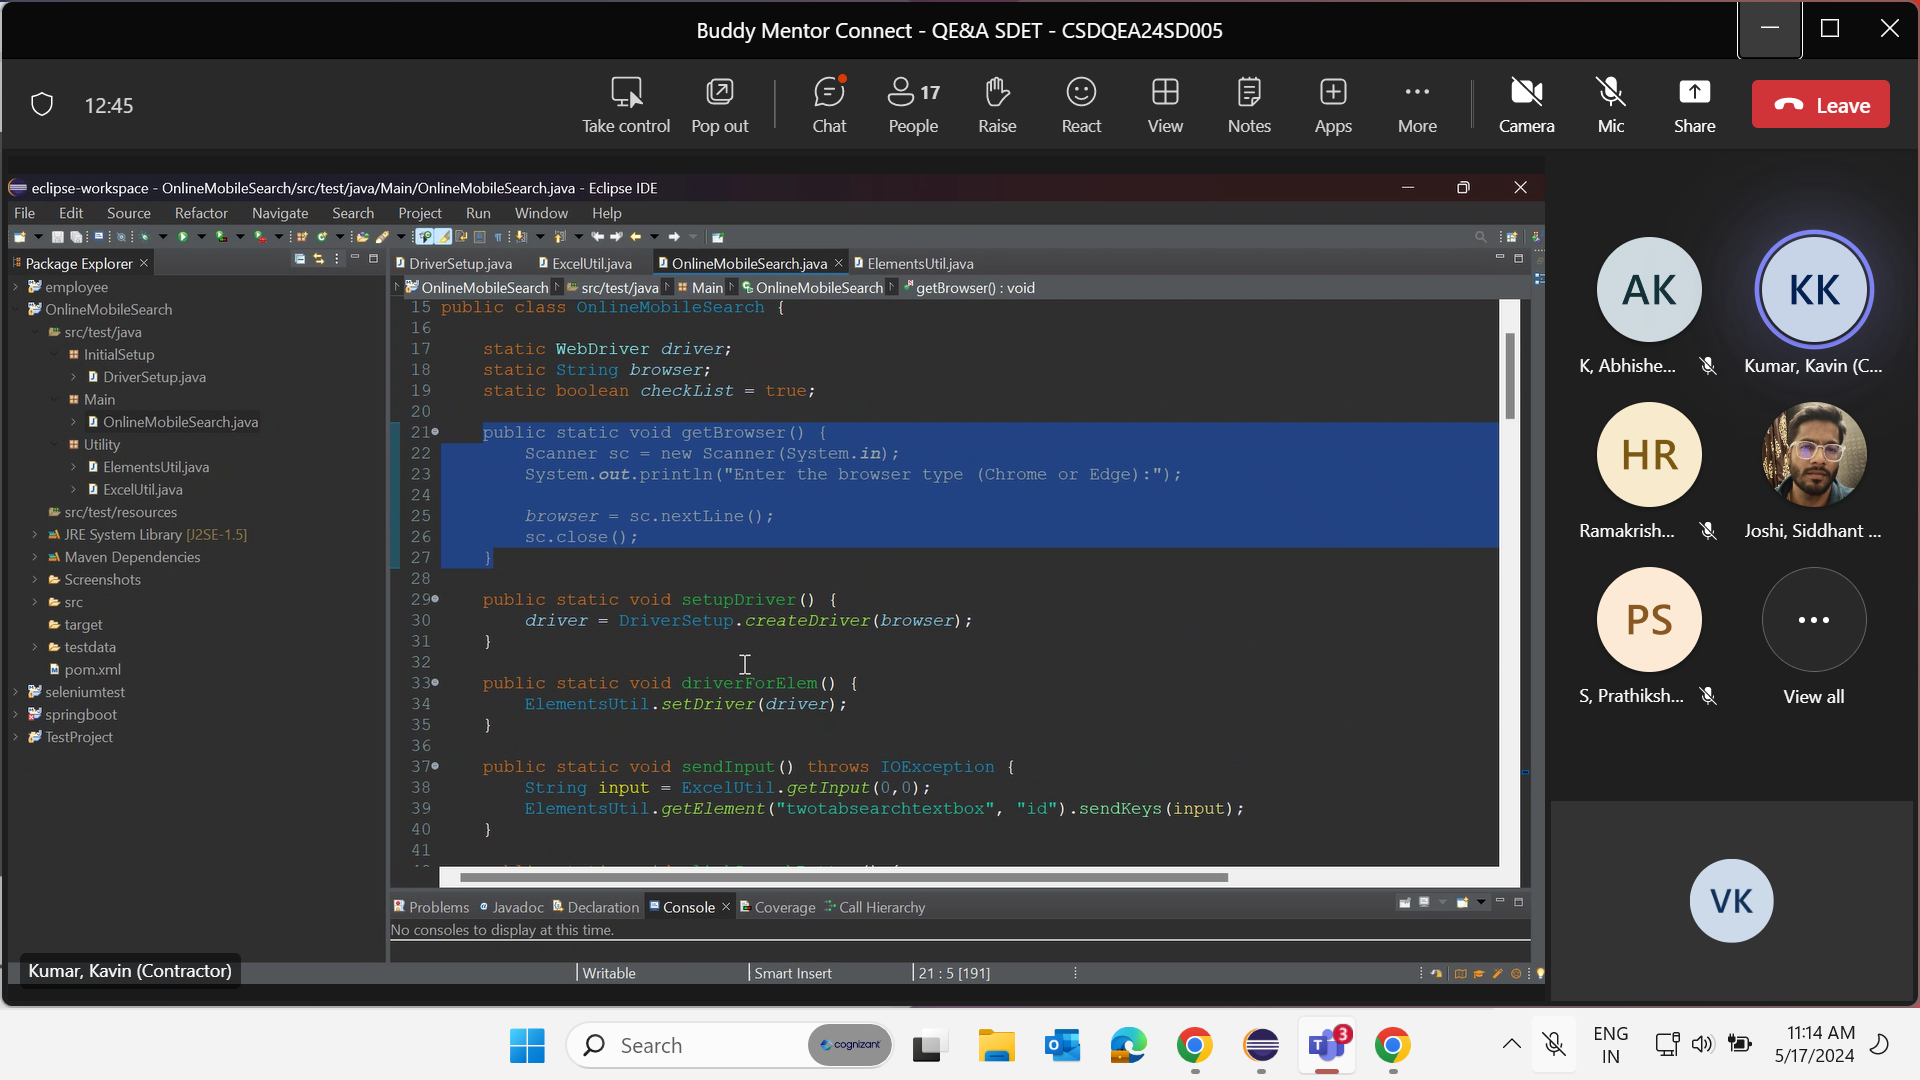 Buddy Mentor Connect - QE&A SDET - CSDQEA24SD005
12:45
Take control
Pop out
Chat
17
People
Raise
React
View
Notes
Apps
More
Camera
Mic
Share
Leave
eclipse-workspace - OnlineMobileSearch/src/test/java/Main/OnlineMobileSearch.java - Eclipse IDE
File Edit Source Refactor Navigate Search Project Run Window Help
Package Explorer
employee
OnlineMobileSearch
src/test/java
InitialSetup
DriverSetup.java
Main
OnlineMobileSearch.java
Utility
ElementsUtil.java
ExcelUtil.java
src/test/resources
JRE System Library [J2SE-1.5]
Maven Dependencies
Screenshots
src
target
testdata
pom.xml
seleniumtest
springboot
TestProject
DriverSetup.java ExcelUtil.java OnlineMobileSearch.java ElementsUtil.java
OnlineMobileSearch src/test/java Main OnlineMobileSearch getBrowser() : void
15 public class OnlineMobileSearch {
16
17 static WebDriver driver;
18 static String browser;
19 static boolean checkList = true;
20
21 public static void getBrowser() {
22 Scanner sc = new Scanner(System.in);
23 System.out.println("Enter the browser type (Chrome or Edge):");
24
25 browser = sc.nextLine();
26 sc.close();
27 }
28
29 public static void setupDriver() {
30 driver = DriverSetup.createDriver(browser);
31 }
32
33 public static void driverForElem() {
34 ElementsUtil.setDriver(driver);
35 }
36
37 public static void sendInput() throws IOException {
38 String input = ExcelUtil.getInput(0,0);
39 ElementsUtil.getElement("twotabsearchtextbox", "id").sendKeys(input);
40 }
41
Problems Javadoc Declaration Console Coverage Call Hierarchy
No consoles to display at this time.
Kumar, Kavin (Contractor)
Writable
Smart Insert
21 : 5 [191]
AK
K, Abhishe...
KK
Kumar, Kavin (C...
HR
Ramakrish...
Joshi, Siddhant ...
PS
S, Prathiksh...
View all
VK
Search
cognizant
3
ENG
IN
11:14 AM
5/17/2024